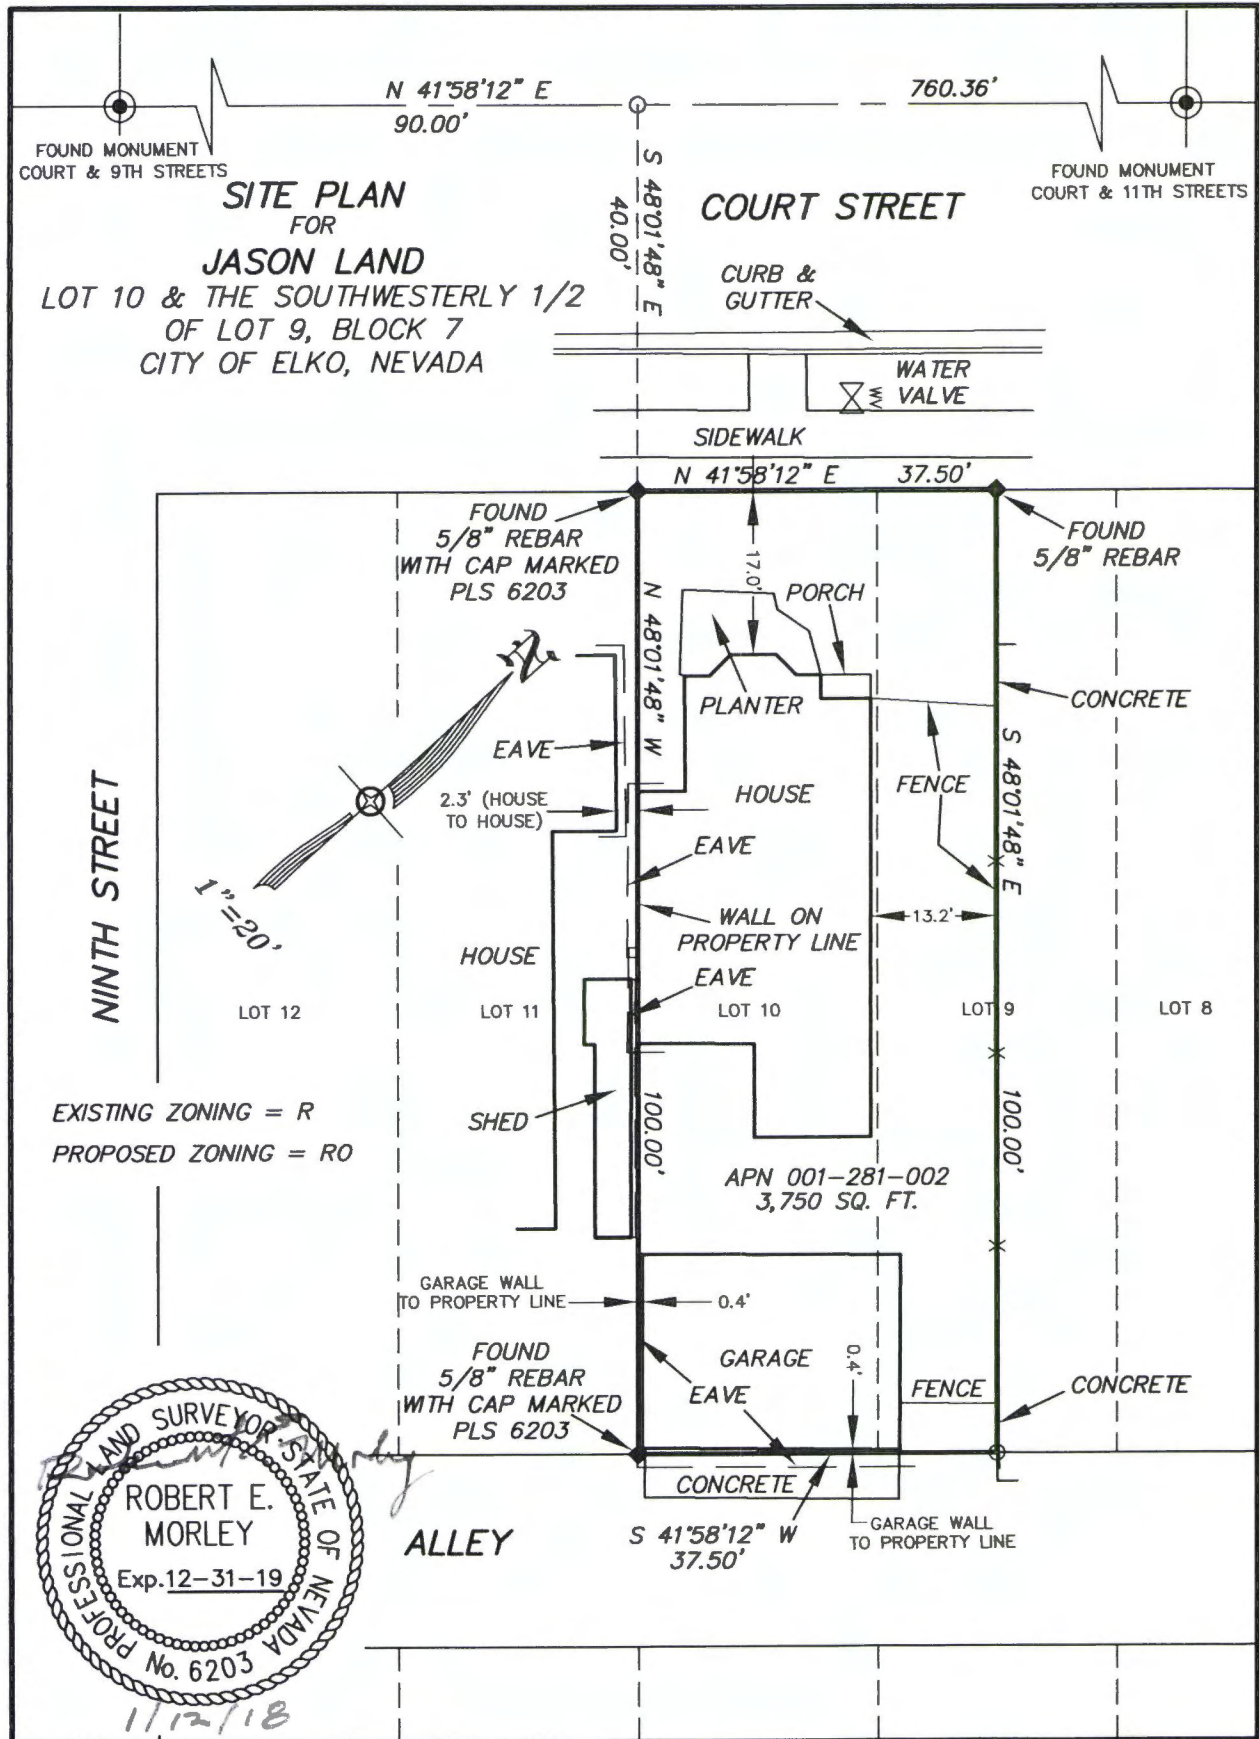 N 41°58'12" E
90.00'
760.36'
FOUND MONUMENT
COURT & 9TH STREETS
FOUND MONUMENT
COURT & 11TH STREETS
S 48°01'48" E
40.00'
SITE PLAN
FOR
JASON LAND
LOT 10 & THE SOUTHWESTERLY 1/2
OF LOT 9, BLOCK 7
CITY OF ELKO, NEVADA
COURT STREET
CURB &
GUTTER
WATER
VALVE
WV
SIDEWALK
N 41°58'12" E
37.50'
FOUND
5/8" REBAR
WITH CAP MARKED
PLS 6203
FOUND
5/8" REBAR
17.0'
PORCH
N 48°01'48" W
PLANTER
CONCRETE
N
EAVE
2.3' (HOUSE
TO HOUSE)
HOUSE
FENCE
S 48°01'48" E
1"=20'
NINTH STREET
EAVE
WALL ON
PROPERTY LINE
13.2'
HOUSE
EAVE
LOT 12
LOT 11
LOT 10
LOT 9
LOT 8
EXISTING ZONING = R
PROPOSED ZONING = RO
SHED
100.00'
100.00'
APN 001-281-002
3,750 SQ. FT.
GARAGE WALL
TO PROPERTY LINE
0.4'
GARAGE
0.4'
FOUND
5/8" REBAR
WITH CAP MARKED
PLS 6203
EAVE
FENCE
CONCRETE
CONCRETE
S 41°58'12" W
37.50'
GARAGE WALL
TO PROPERTY LINE
ALLEY
PROFESSIONAL LAND SURVEYOR-STATE OF NEVADA
ROBERT E.
MORLEY
Exp. 12-31-19
No. 6203
1/12/18